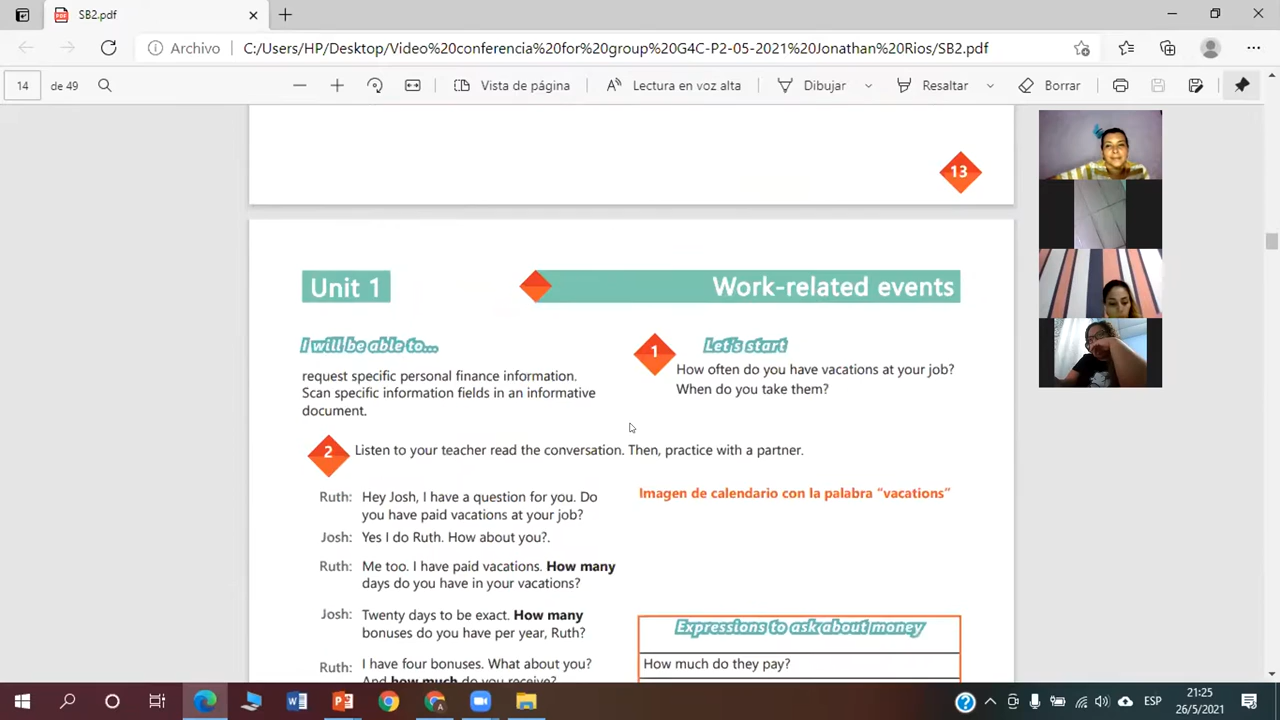 SB2.pdf
Archivo
C:/Users/HP/Desktop/Video%20conferencia%20for%20group%20G4C-P2-05-2021%20Jonathan%20Rios/SB2.pdf
14
de 49
Vista de página
Lectura en voz alta
Dibujar
Resaltar
Borrar
13
Unit 1
Work-related events
I will be able to...
request specific personal finance information.
Scan specific information fields in an informative
document.
1
Let's start
How often do you have vacations at your job?
When do you take them?
2
Listen to your teacher read the conversation. Then, practice with a partner.
Ruth: Hey Josh, I have a question for you. Do
you have paid vacations at your job?
Josh: Yes I do Ruth. How about you?.
Ruth: Me too. I have paid vacations. How many
days do you have in your vacations?
Josh: Twenty days to be exact. How many
bonuses do you have per year, Ruth?
Ruth: I have four bonuses. What about you?
And how much do you receive?
Imagen de calendario con la palabra “vacations”
Expressions to ask about money
How much do they pay?
ESP
21:25
26/5/2021